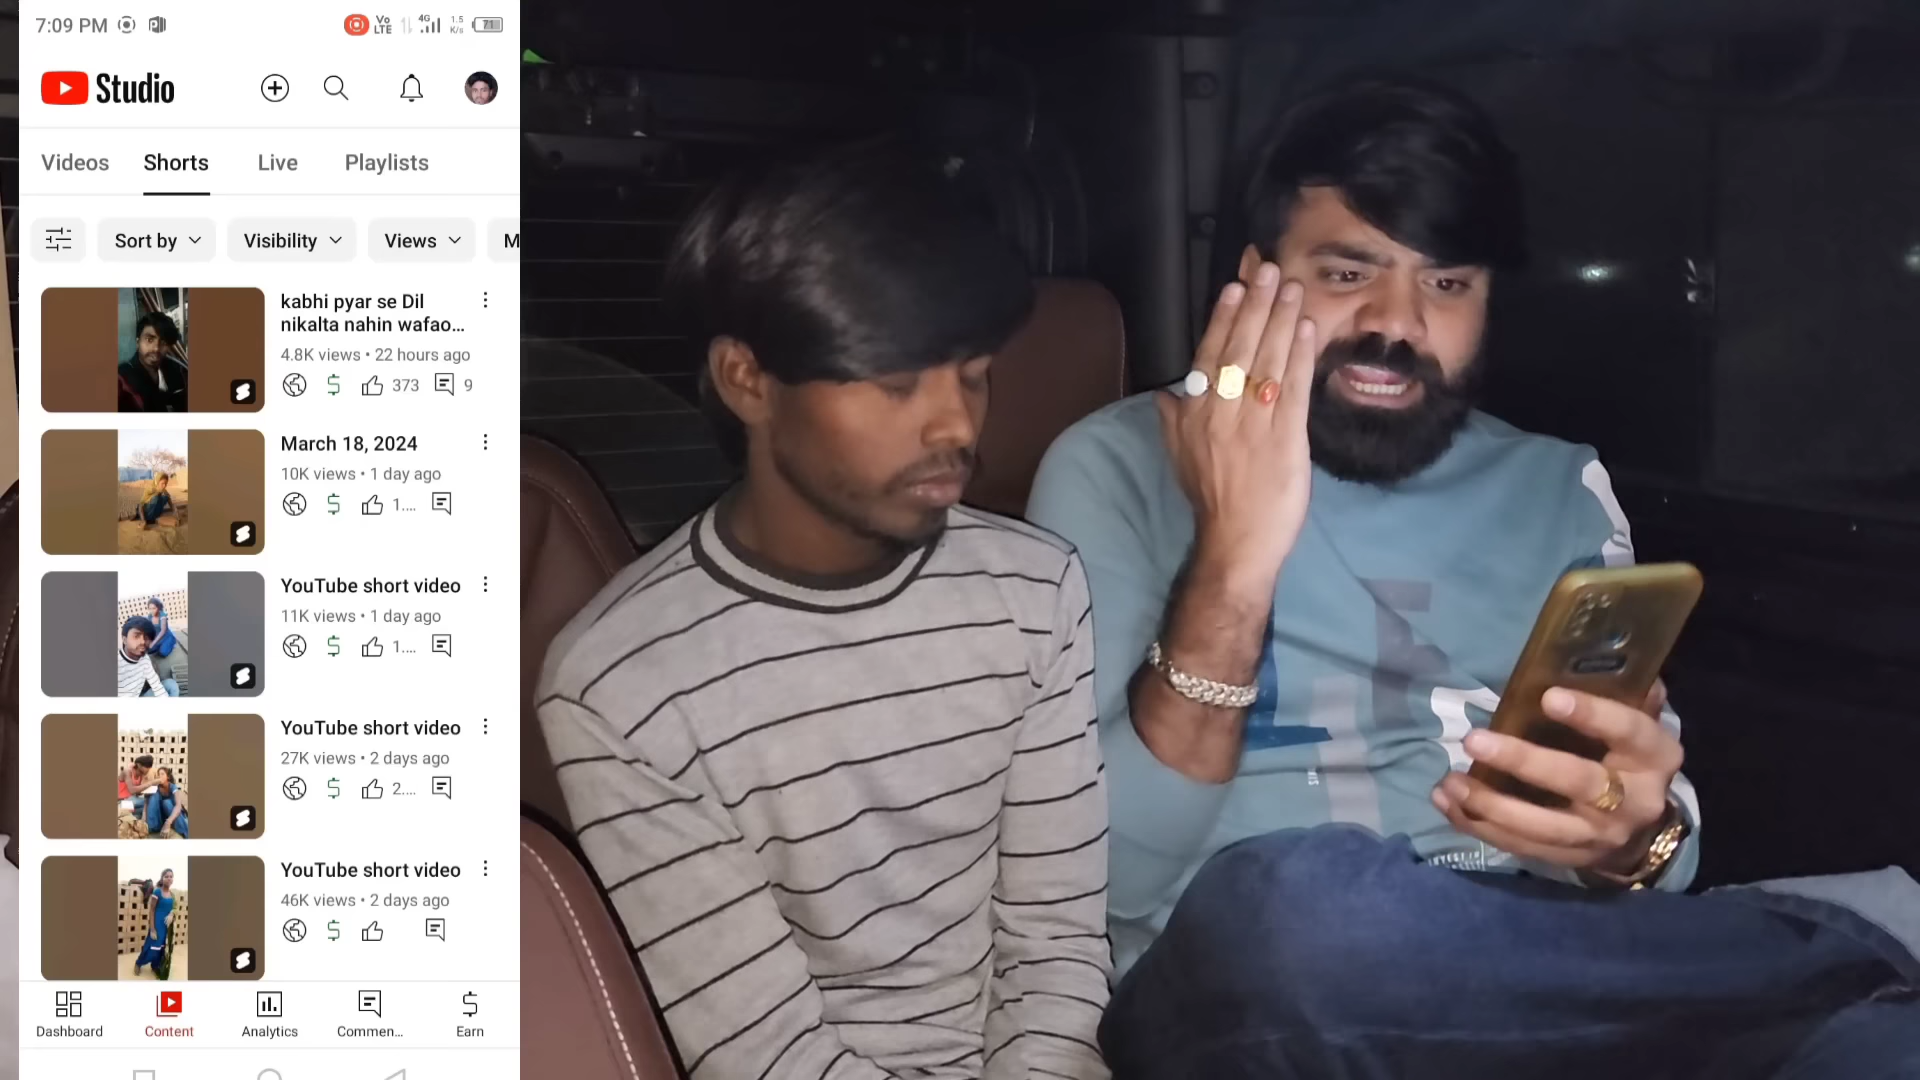 7:09 PM
Vo LTE 4G 1.5 K/s 71
Studio
Videos Shorts Live Playlists
Sort by Visibility Views M
kabhi pyar se Dil
nikalta nahin wafao...
4.8K views • 22 hours ago
373 9
March 18, 2024
10K views • 1 day ago
1....
YouTube short video
11K views • 1 day ago
1....
YouTube short video
27K views • 2 days ago
2....
YouTube short video
46K views • 2 days ago
Dashboard Content Analytics Commen... Earn